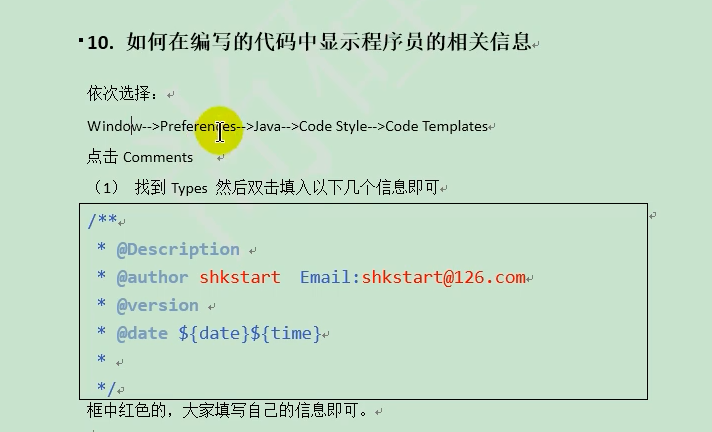 10. 如何在编写的代码中显示程序员的相关信息
依次选择：
Window-->Preferences-->Java-->Code Style-->Code Templates
点击 Comments
（1） 找到 Types 然后双击填入以下几个信息即可
/**
* @Description
* @author shkstart  Email:shkstart@126.com
* @version
* @date ${date}${time}
*
*/
框中红色的，大家填写自己的信息即可。